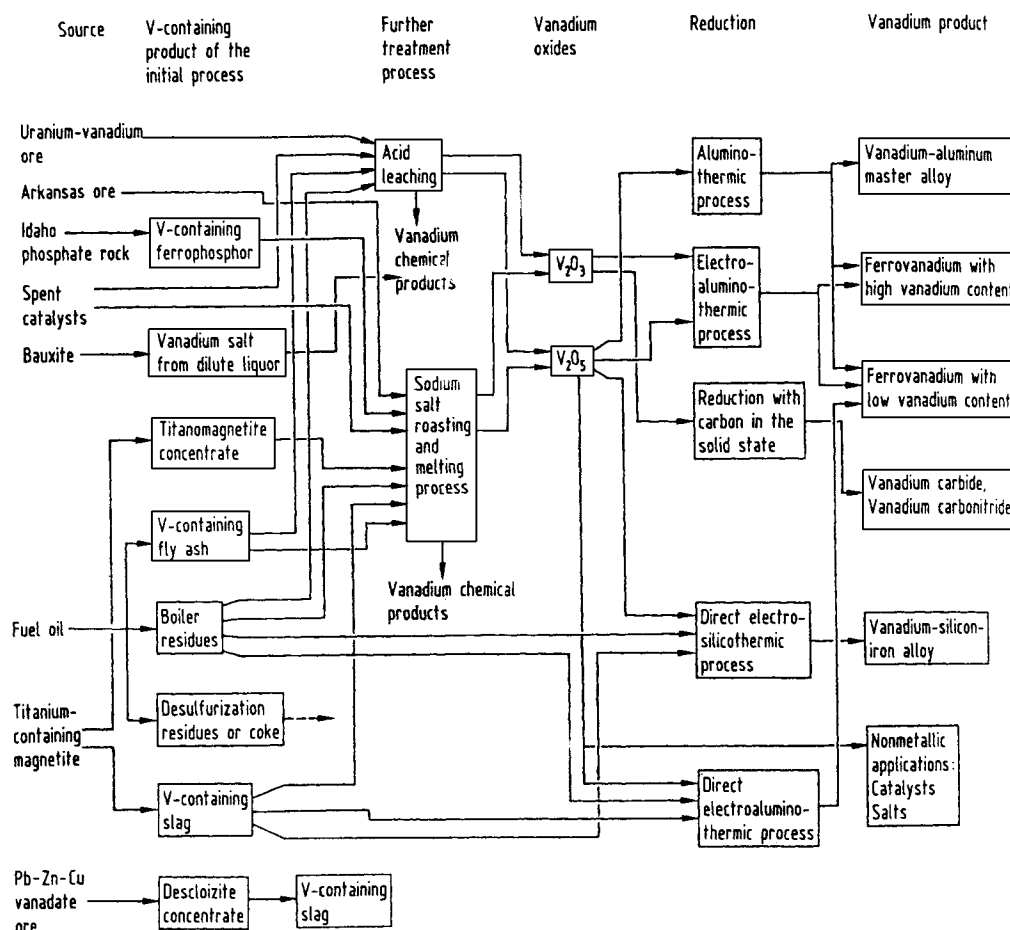 Source
V-containing
product of the
initial process
Further
treatment
process
Vanadium
oxides
Reduction
Vanadium product
Uranium-vanadium
ore
Arkansas ore
Idaho
phosphate rock
Spent
catalysts
Bauxite
Fuel oil
Titanium-
containing
magnetite
Pb-Zn-Cu
vanadate
ore
V-containing
ferrophosphor
Vanadium salt
from dilute liquor
Titanomagnetite
concentrate
V-containing
fly ash
Boiler
residues
Desulfurization
residues or coke
V-containing
slag
Descloizite
concentrate
V-containing
slag
Acid
leaching
Vanadium
chemical
products
Sodium
salt
roasting
and
melting
process
Vanadium chemical
products
V₂O₃
V₂O₅
Alumino-
thermic
process
Electro-
alumino-
thermic
process
Reduction with
carbon in the
solid state
Direct electro-
silicothermic
process
Direct
electroalumino-
thermic process
Vanadium-aluminum
master alloy
Ferrovanadium with
high vanadium content
Ferrovanadium with
low vanadium content
Vanadium carbide,
Vanadium carbonitride
Vanadium-silicon-
iron alloy
Nonmetallic
applications:
Catalysts
Salts